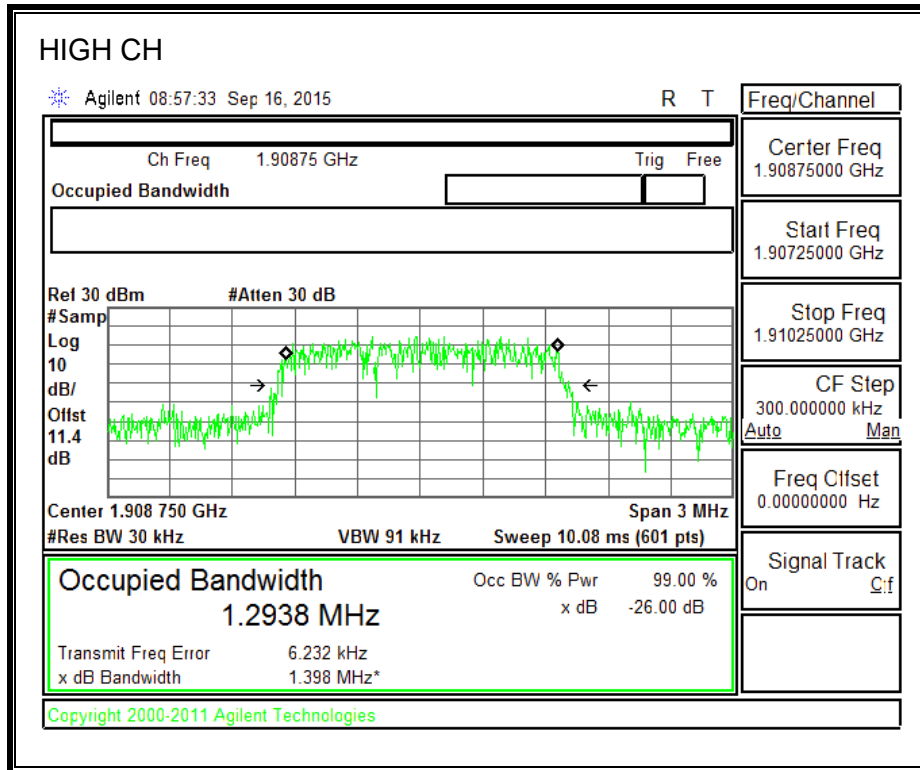 HIGH CH
Agilent 08:57:33 Sep 16, 2015 R T
Freq/Channel
Ch Freq 1.90875 GHz Trig Free
Occupied Bandwidth
Center Freq
1.90875000 GHz
Start Freq
1.90725000 GHz
Stop Freq
1.91025000 GHz
CF Step
300.000000 kHz
Auto Man
Freq Offset
0.00000000 Hz
Signal Track
On Off
Ref 30 dBm #Atten 30 dB
#Samp
Log
10
dB/
Offst
11.4
dB
Center 1.908 750 GHz Span 3 MHz
#Res BW 30 kHz VBW 91 kHz Sweep 10.08 ms (601 pts)
Occupied Bandwidth Occ BW % Pwr 99.00 %
1.2938 MHz x dB -26.00 dB
Transmit Freq Error 6.232 kHz
x dB Bandwidth 1.398 MHz*
Copyright 2000-2011 Agilent Technologies